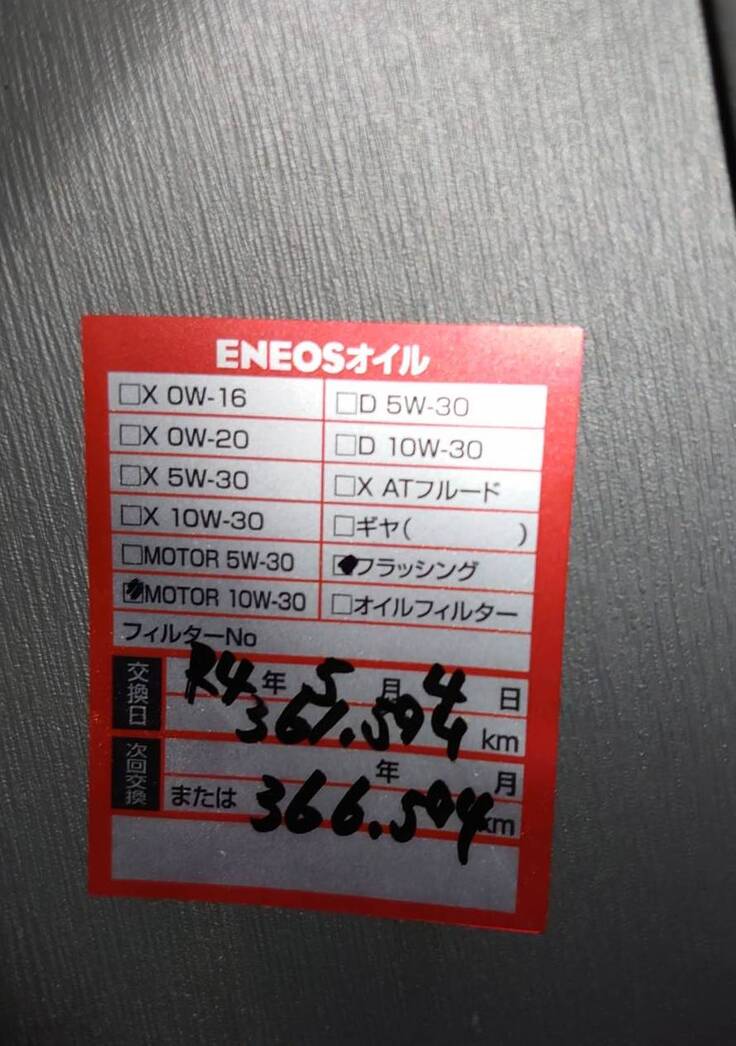 ENEOSオイル
□X 0W-16 □D 5W-30
□X 0W-20 □D 10W-30
□X 5W-30 □X ATフルード
□X 10W-30 □ギヤ( )
□MOTOR 5W-30 ☑フラッシング
☑MOTOR 10W-30 □オイルフィルター
フィルターNo
交換日 R4年 5月 4日
361.594 km
次回交換 年 月
または 366.594 km